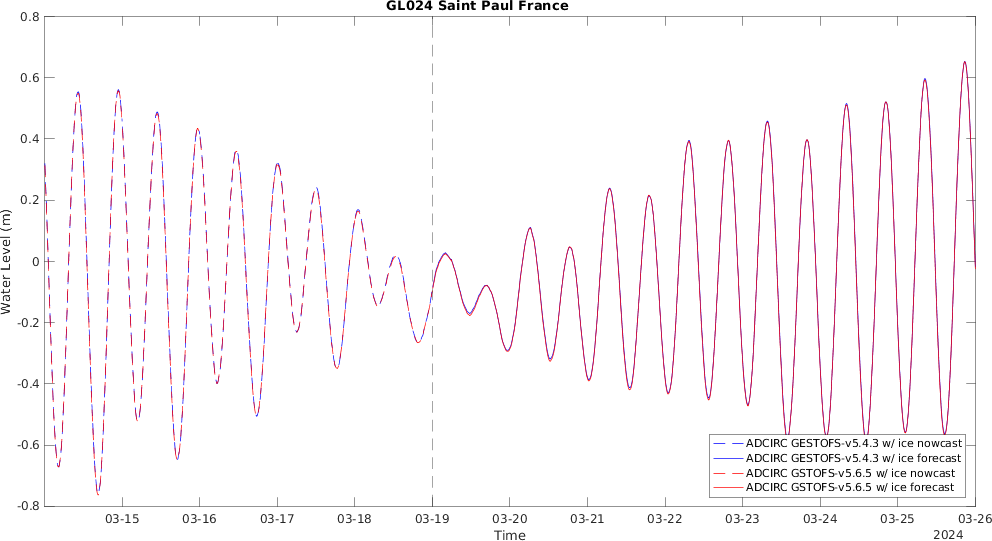 GL024 Saint Paul France
0.8
0.6
0.4
0.2
0
-0.2
-0.4
-0.6
-0.8
Water Level (m)
ADCIRC GESTOFS-v5.4.3 w/ ice nowcast
ADCIRC GESTOFS-v5.4.3 w/ ice forecast
ADCIRC GSTOFS-v5.6.5 w/ ice nowcast
ADCIRC GSTOFS-v5.6.5 w/ ice forecast
03-15 03-16 03-17 03-18 03-19 03-20 03-21 03-22 03-23 03-24 03-25 03-26
Time
2024